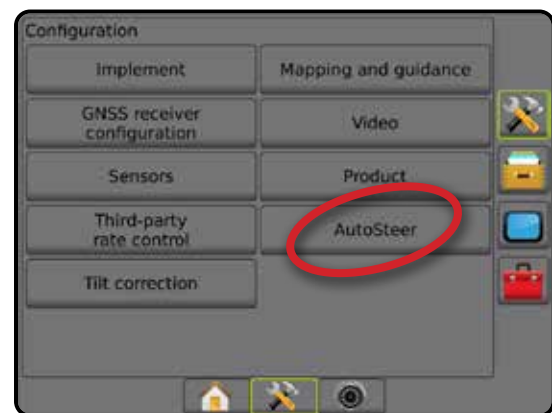 Configuration
Implement
Mapping and guidance
GNSS receiver
configuration
Video
Sensors
Product
Third-party
rate control
AutoSteer
Tilt correction